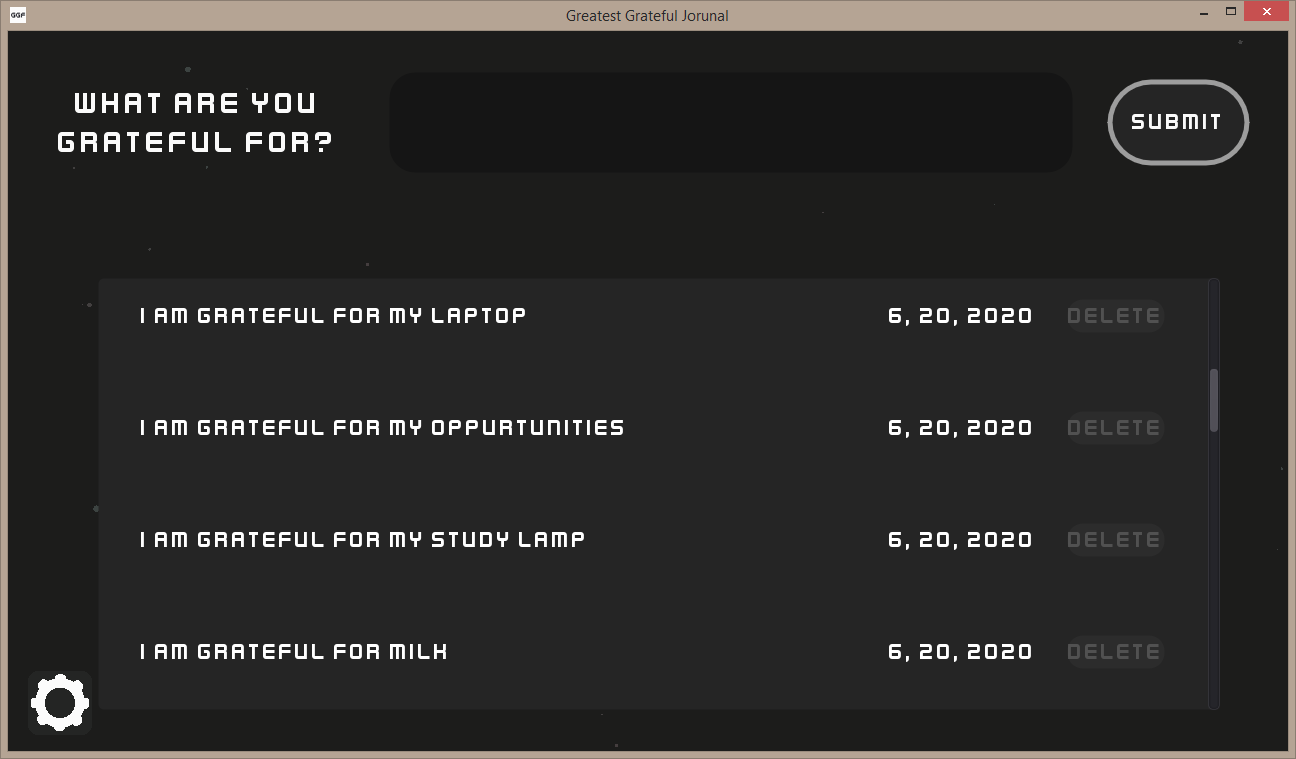 GGF
Greatest Grateful Jorunal
WHAT ARE YOU
GRATEFUL FOR?
SUBMIT
I AM GRATEFUL FOR MY LAPTOP 6, 20, 2020 DELETE
I AM GRATEFUL FOR MY OPPURTUNITIES 6, 20, 2020 DELETE
I AM GRATEFUL FOR MY STUDY LAMP 6, 20, 2020 DELETE
I AM GRATEFUL FOR MILK 6, 20, 2020 DELETE